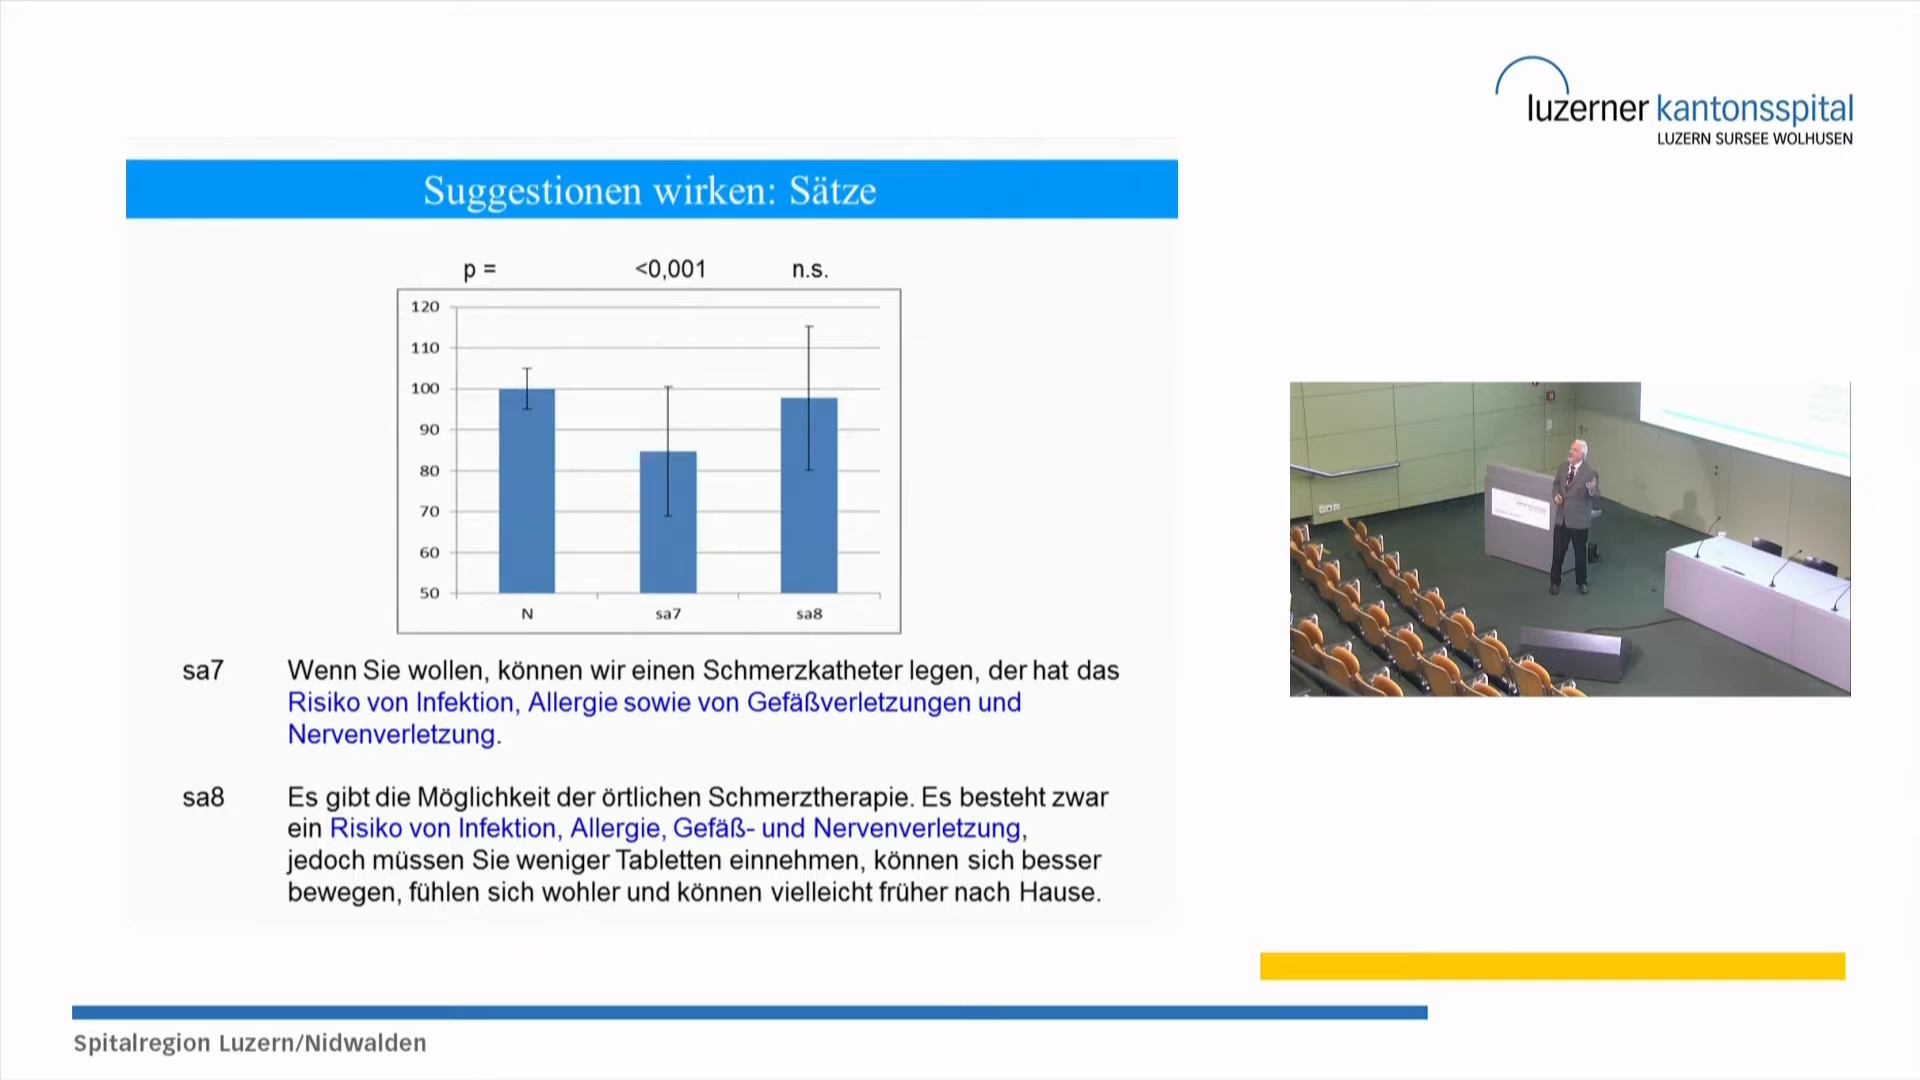 luzerner kantonsspital
LUZERN SURSEE WOLHUSEN
Suggestionen wirken: Sätze
p = <0,001 n.s.
120
110
100
90
80
70
60
50
N sa7 sa8
sa7 Wenn Sie wollen, können wir einen Schmerzkatheter legen, der hat das
Risiko von Infektion, Allergie sowie von Gefäßverletzungen und
Nervenverletzung.
sa8 Es gibt die Möglichkeit der örtlichen Schmerztherapie. Es besteht zwar
ein Risiko von Infektion, Allergie, Gefäß- und Nervenverletzung,
jedoch müssen Sie weniger Tabletten einnehmen, können sich besser
bewegen, fühlen sich wohler und können vielleicht früher nach Hause.
Spitalregion Luzern/Nidwalden